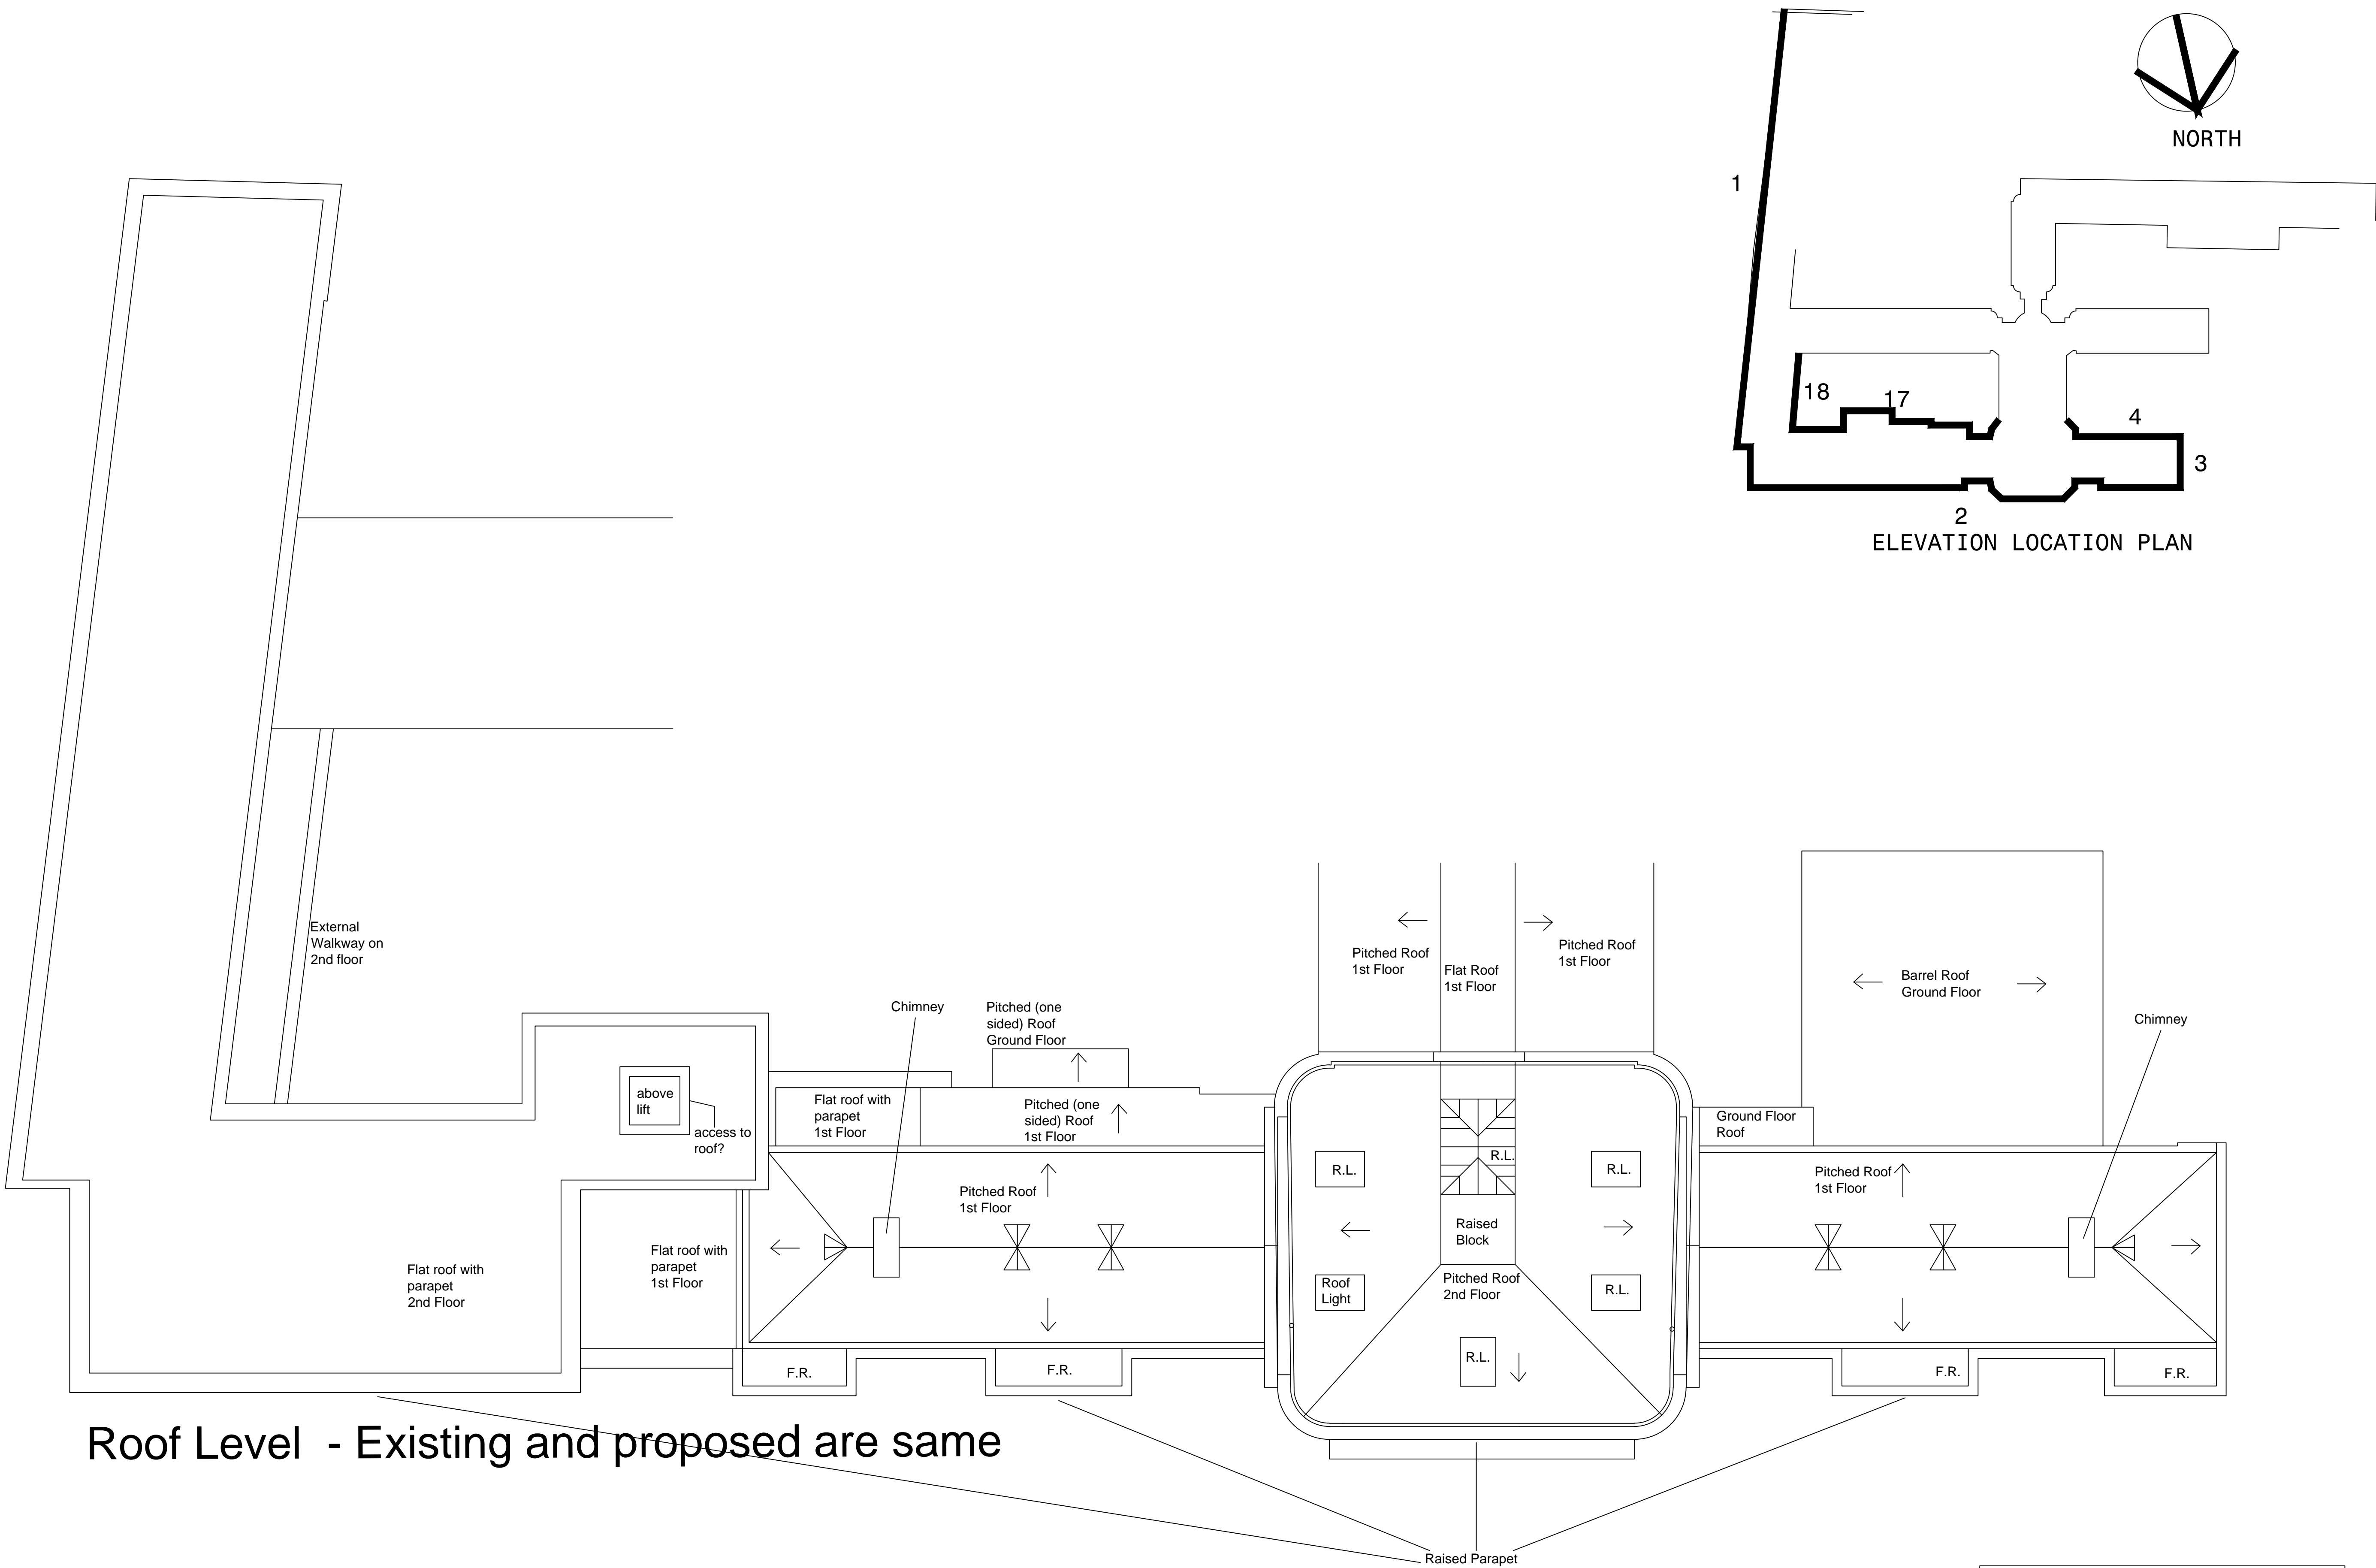 NORTH
1
18
17
4
3
2
ELEVATION LOCATION PLAN
External
Walkway on
2nd floor
Pitched Roof
1st Floor
Flat Roof
1st Floor
Pitched Roof
1st Floor
Barrel Roof
Ground Floor
Chimney
Pitched (one
sided) Roof
Ground Floor
Chimney
above
lift
access to
roof?
Flat roof with
parapet
1st Floor
Pitched (one
sided) Roof
1st Floor
Ground Floor
Roof
R.L.
R.L.
R.L.
Pitched Roof
1st Floor
Pitched Roof
1st Floor
Raised
Block
Flat roof with
parapet
1st Floor
Flat roof with
parapet
2nd Floor
Roof
Light
Pitched Roof
2nd Floor
R.L.
R.L.
F.R.
F.R.
F.R.
F.R.
Roof Level - Existing and proposed are same
Raised Parapet